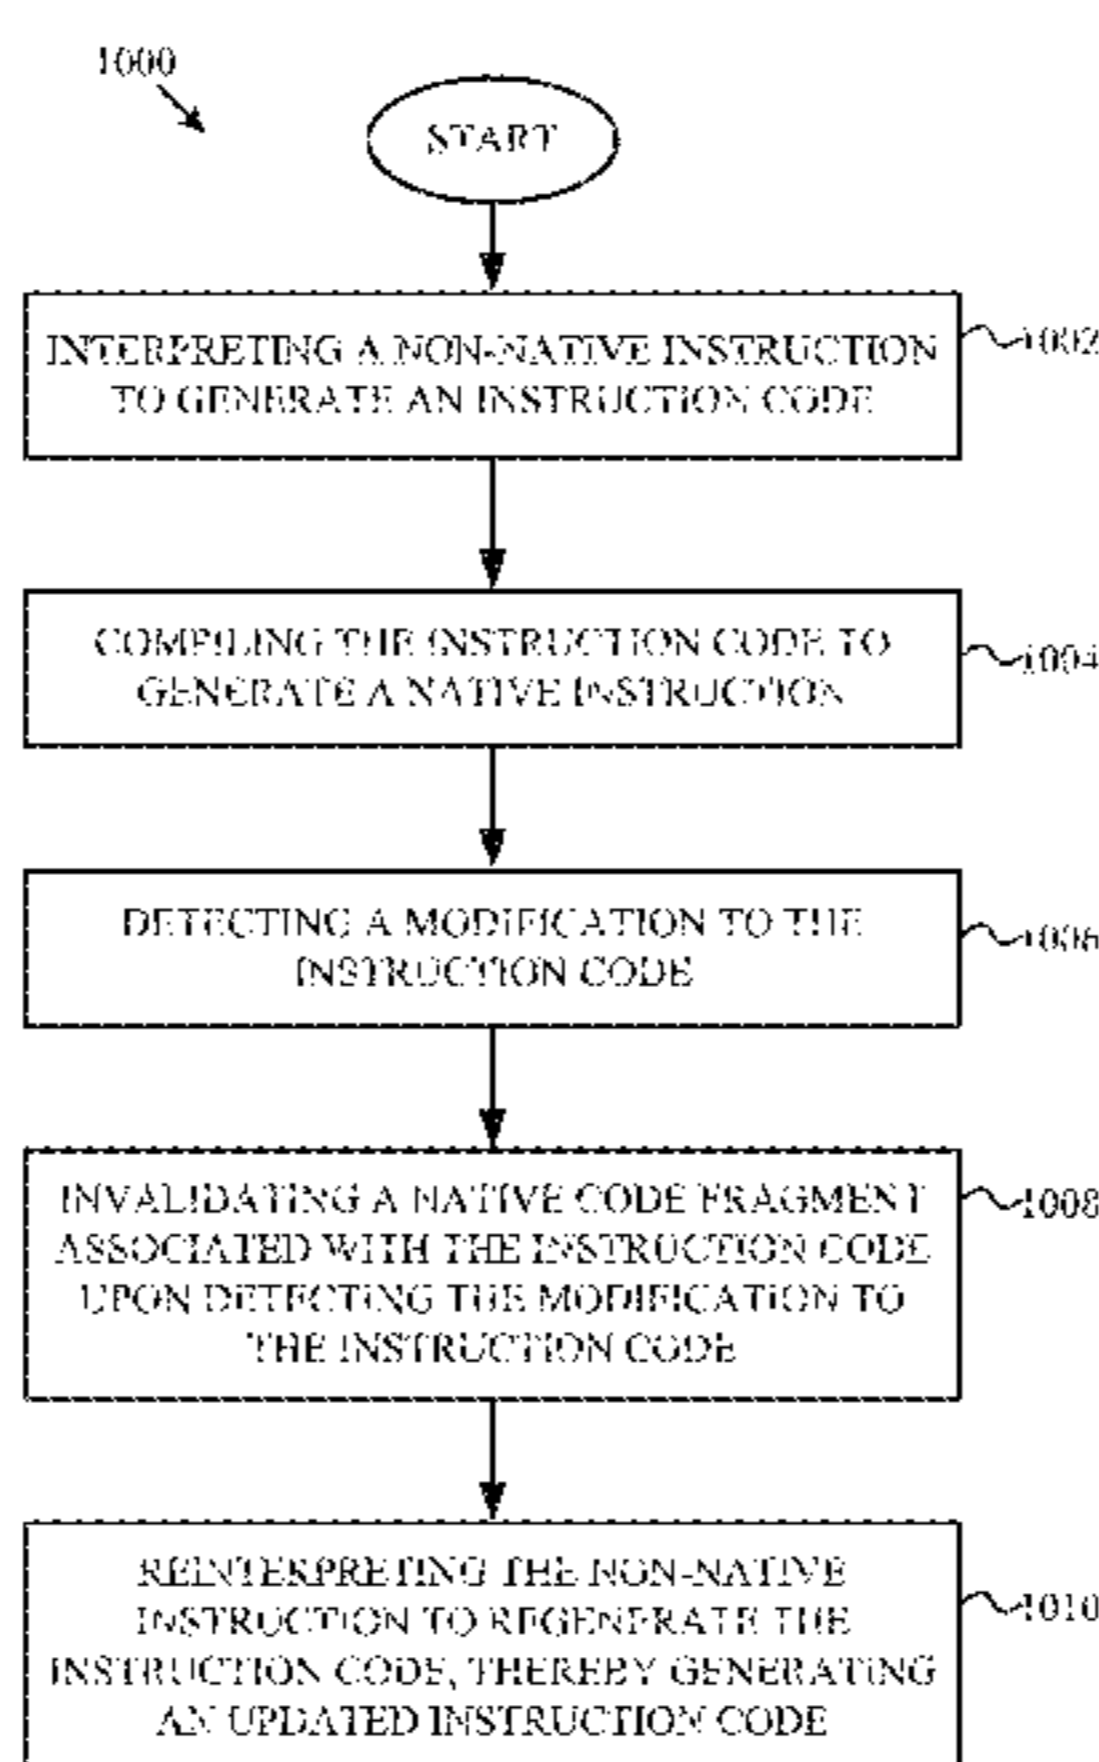 1000
START
INTERPRETING A NON-NATIVE INSTRUCTION
TO GENERATE AN INSTRUCTION CODE
1002
COMPILING THE INSTRUCTION CODE TO
GENERATE A NATIVE INSTRUCTION
1004
DETECTING A MODIFICATION TO THE
INSTRUCTION CODE
1006
INVALIDATING A NATIVE CODE FRAGMENT
ASSOCIATED WITH THE INSTRUCTION CODE
UPON DETECTING THE MODIFICATION TO
THE INSTRUCTION CODE
1008
REINTERPRETING THE NON-NATIVE
INSTRUCTION TO REGENERATE THE
INSTRUCTION CODE, THEREBY GENERATING
AN UPDATED INSTRUCTION CODE
1010